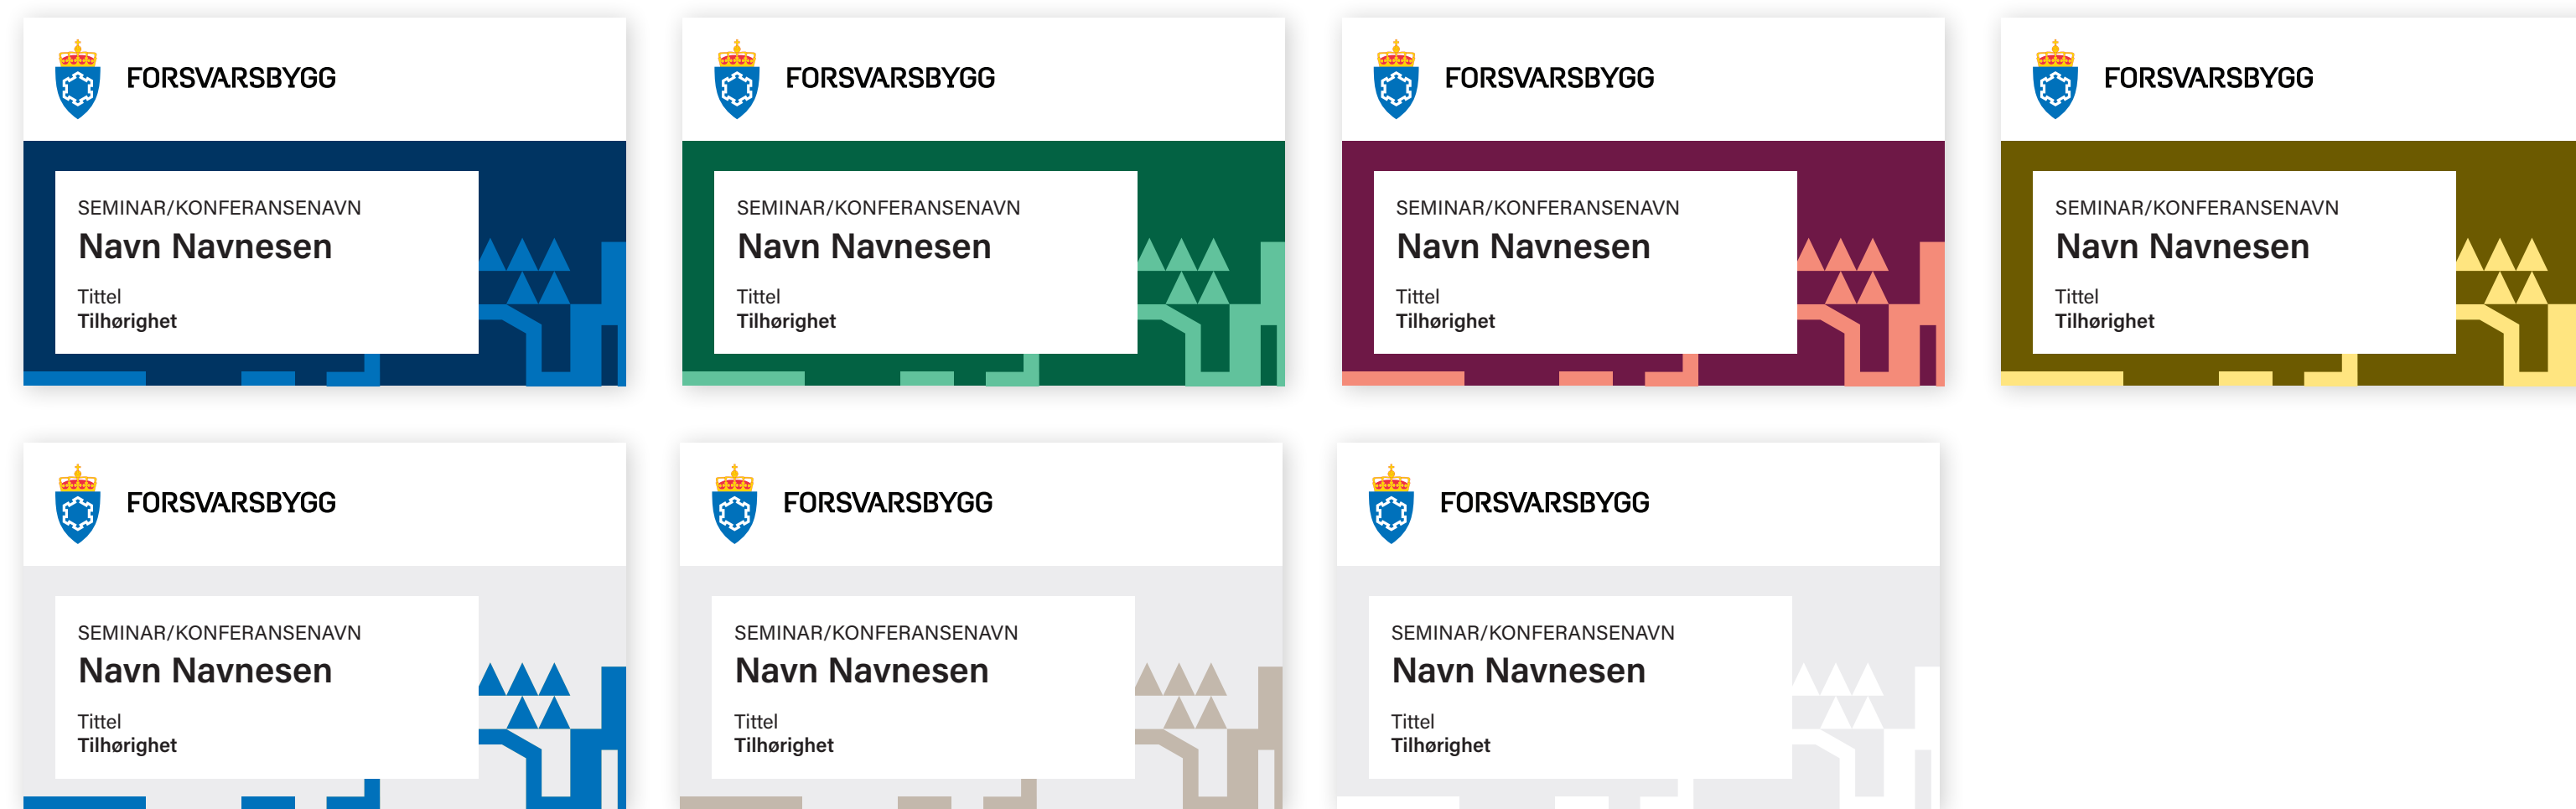 FORSVARSBYGG
SEMINAR/KONFERANSENAVN
Navn Navnesen
Tittel
Tilhørighet
FORSVARSBYGG
SEMINAR/KONFERANSENAVN
Navn Navnesen
Tittel
Tilhørighet
FORSVARSBYGG
SEMINAR/KONFERANSENAVN
Navn Navnesen
Tittel
Tilhørighet
FORSVARSBYGG
SEMINAR/KONFERANSENAVN
Navn Navnesen
Tittel
Tilhørighet
FORSVARSBYGG
SEMINAR/KONFERANSENAVN
Navn Navnesen
Tittel
Tilhørighet
FORSVARSBYGG
SEMINAR/KONFERANSENAVN
Navn Navnesen
Tittel
Tilhørighet
FORSVARSBYGG
SEMINAR/KONFERANSENAVN
Navn Navnesen
Tittel
Tilhørighet